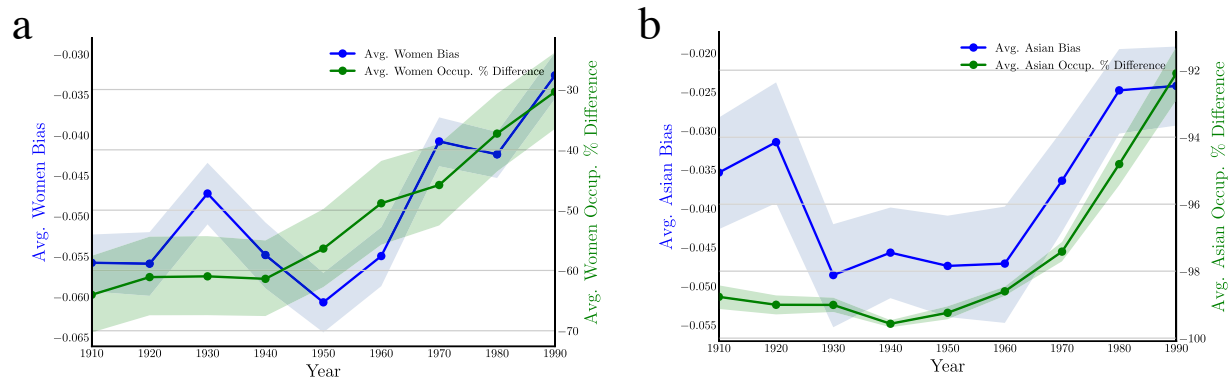 a
Avg. Women Bias
Avg. Women Occup. % Difference
−0.030
−0.035
−0.040
−0.045
−0.050
−0.055
−0.060
−0.065
Avg. Women Bias
−30
−40
−50
−60
−70
Avg. Women Occup. % Difference
1910 1920 1930 1940 1950 1960 1970 1980 1990
Year
b
Avg. Asian Bias
Avg. Asian Occup. % Difference
−0.020
−0.025
−0.030
−0.035
−0.040
−0.045
−0.050
−0.055
Avg. Asian Bias
−92
−94
−96
−98
−100
Avg. Asian Occup. % Difference
1910 1920 1930 1940 1950 1960 1970 1980 1990
Year